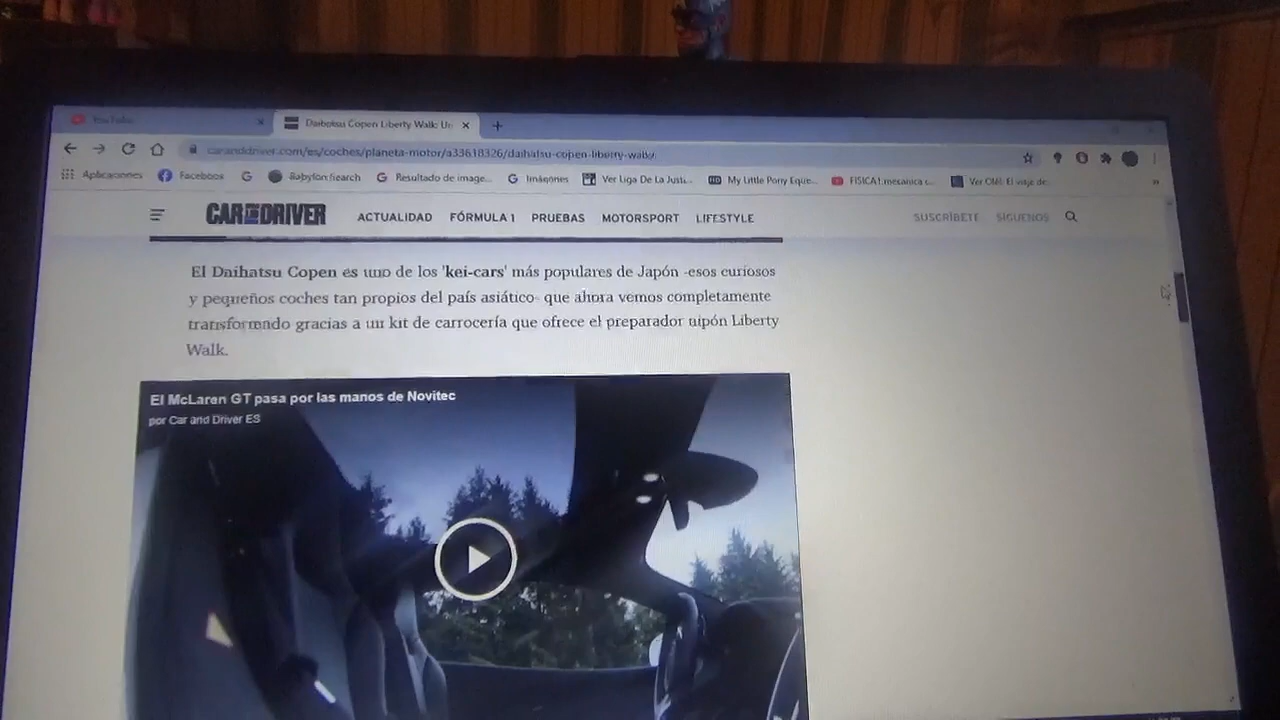 YouTube
Daihatsu Copen Liberty Walk: Un
caranddriver.com/es/coches/planeta-motor/a33618326/daihatsu-copen-liberty-walk/
Aplicaciones
Facebook
Babylon Search
Resultado de image...
Imágenes
Ver Liga De La Justi...
My Little Pony Eque...
FISICA1 mecanica c...
Ver
El viaje de
»
CAR AND DRIVER
ACTUALIDAD
FÓRMULA 1
PRUEBAS
MOTORSPORT
LIFESTYLE
SUSCRÍBETE
SÍGUENOS
El Daihatsu Copen es uno de los 'kei-cars' más populares de Japón -esos curiosos
y pequeños coches tan propios del país asiático- que ahora vemos completamente
transformado gracias a un kit de carrocería que ofrece el preparador nipón Liberty
Walk.
El McLaren GT pasa por las manos de Novitec
por Car and Driver ES